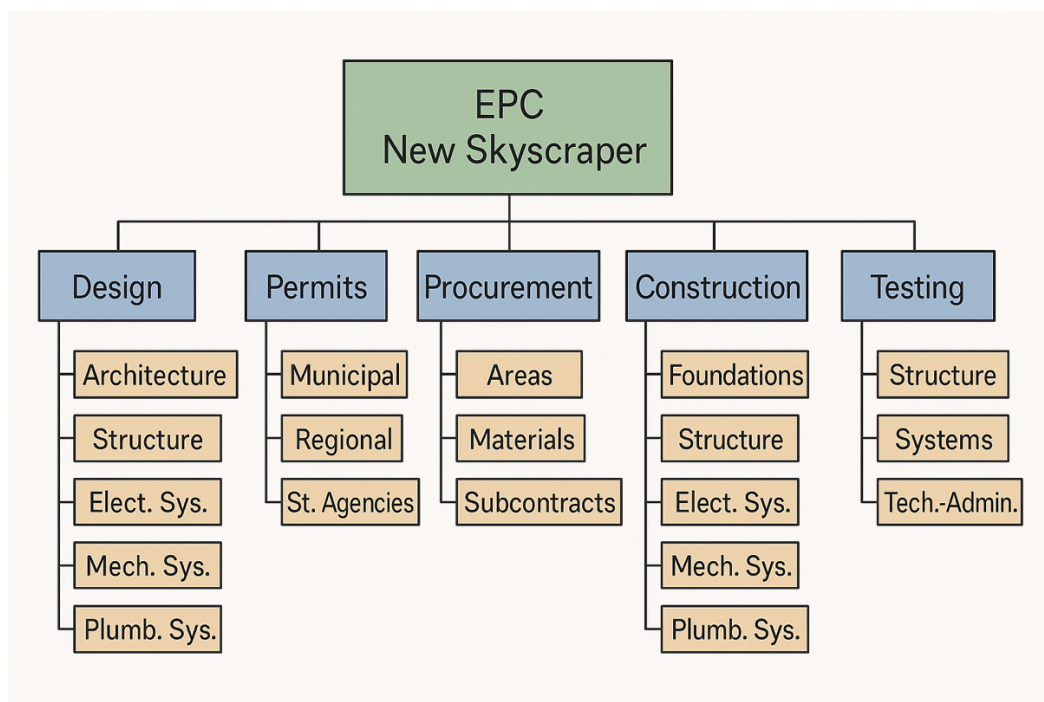 EPC
New Skyscraper
Design
Permits
Procurement
Construction
Testing
Architecture
Structure
Elect. Sys.
Mech. Sys.
Plumb. Sys.
Municipal
Regional
St. Agencies
Areas
Materials
Subcontracts
Foundations
Structure
Elect. Sys.
Mech. Sys.
Plumb. Sys.
Structure
Systems
Tech.-Admin.